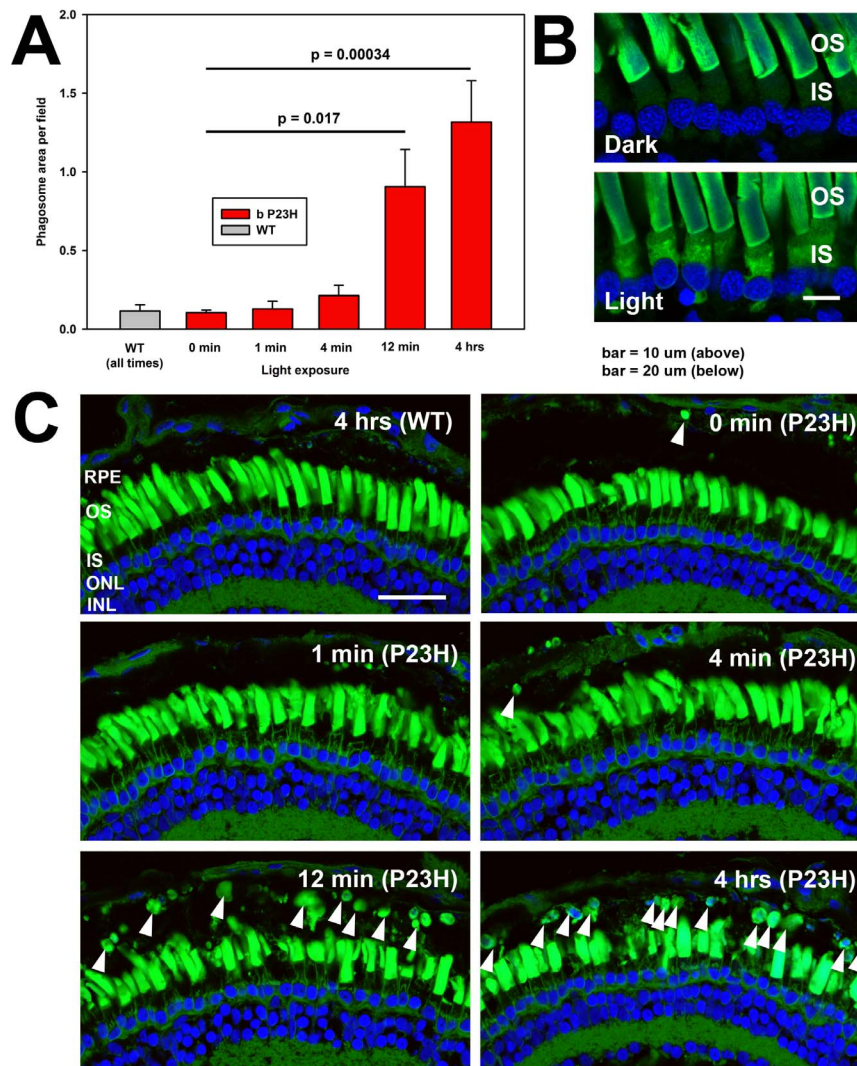 A
Phagosome area per field
2.0
1.5
1.0
0.5
0.0
p = 0.00034
p = 0.017
b P23H
WT
WT
(all times)
0 min
1 min
4 min
12 min
4 hrs
Light exposure
B
OS
IS
Dark
OS
IS
Light
bar = 10 um (above)
bar = 20 um (below)
C
4 hrs (WT)
RPE
OS
IS
ONL
INL
0 min (P23H)
1 min (P23H)
4 min (P23H)
12 min (P23H)
4 hrs (P23H)